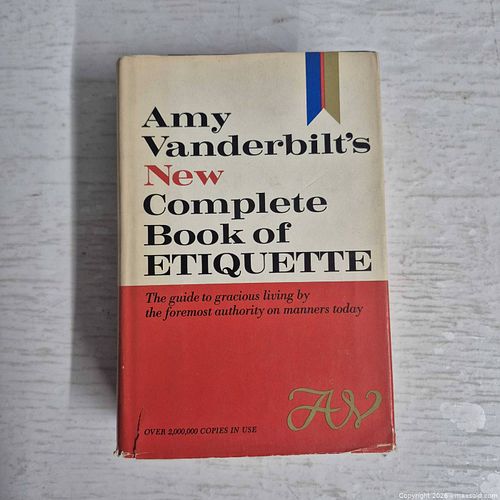 Amy
Vanderbilt's
New
Complete
Book of
ETIQUETTE
The guide to gracious living by
the foremost authority on manners today
AV
OVER 2,000,000 COPIES IN USE